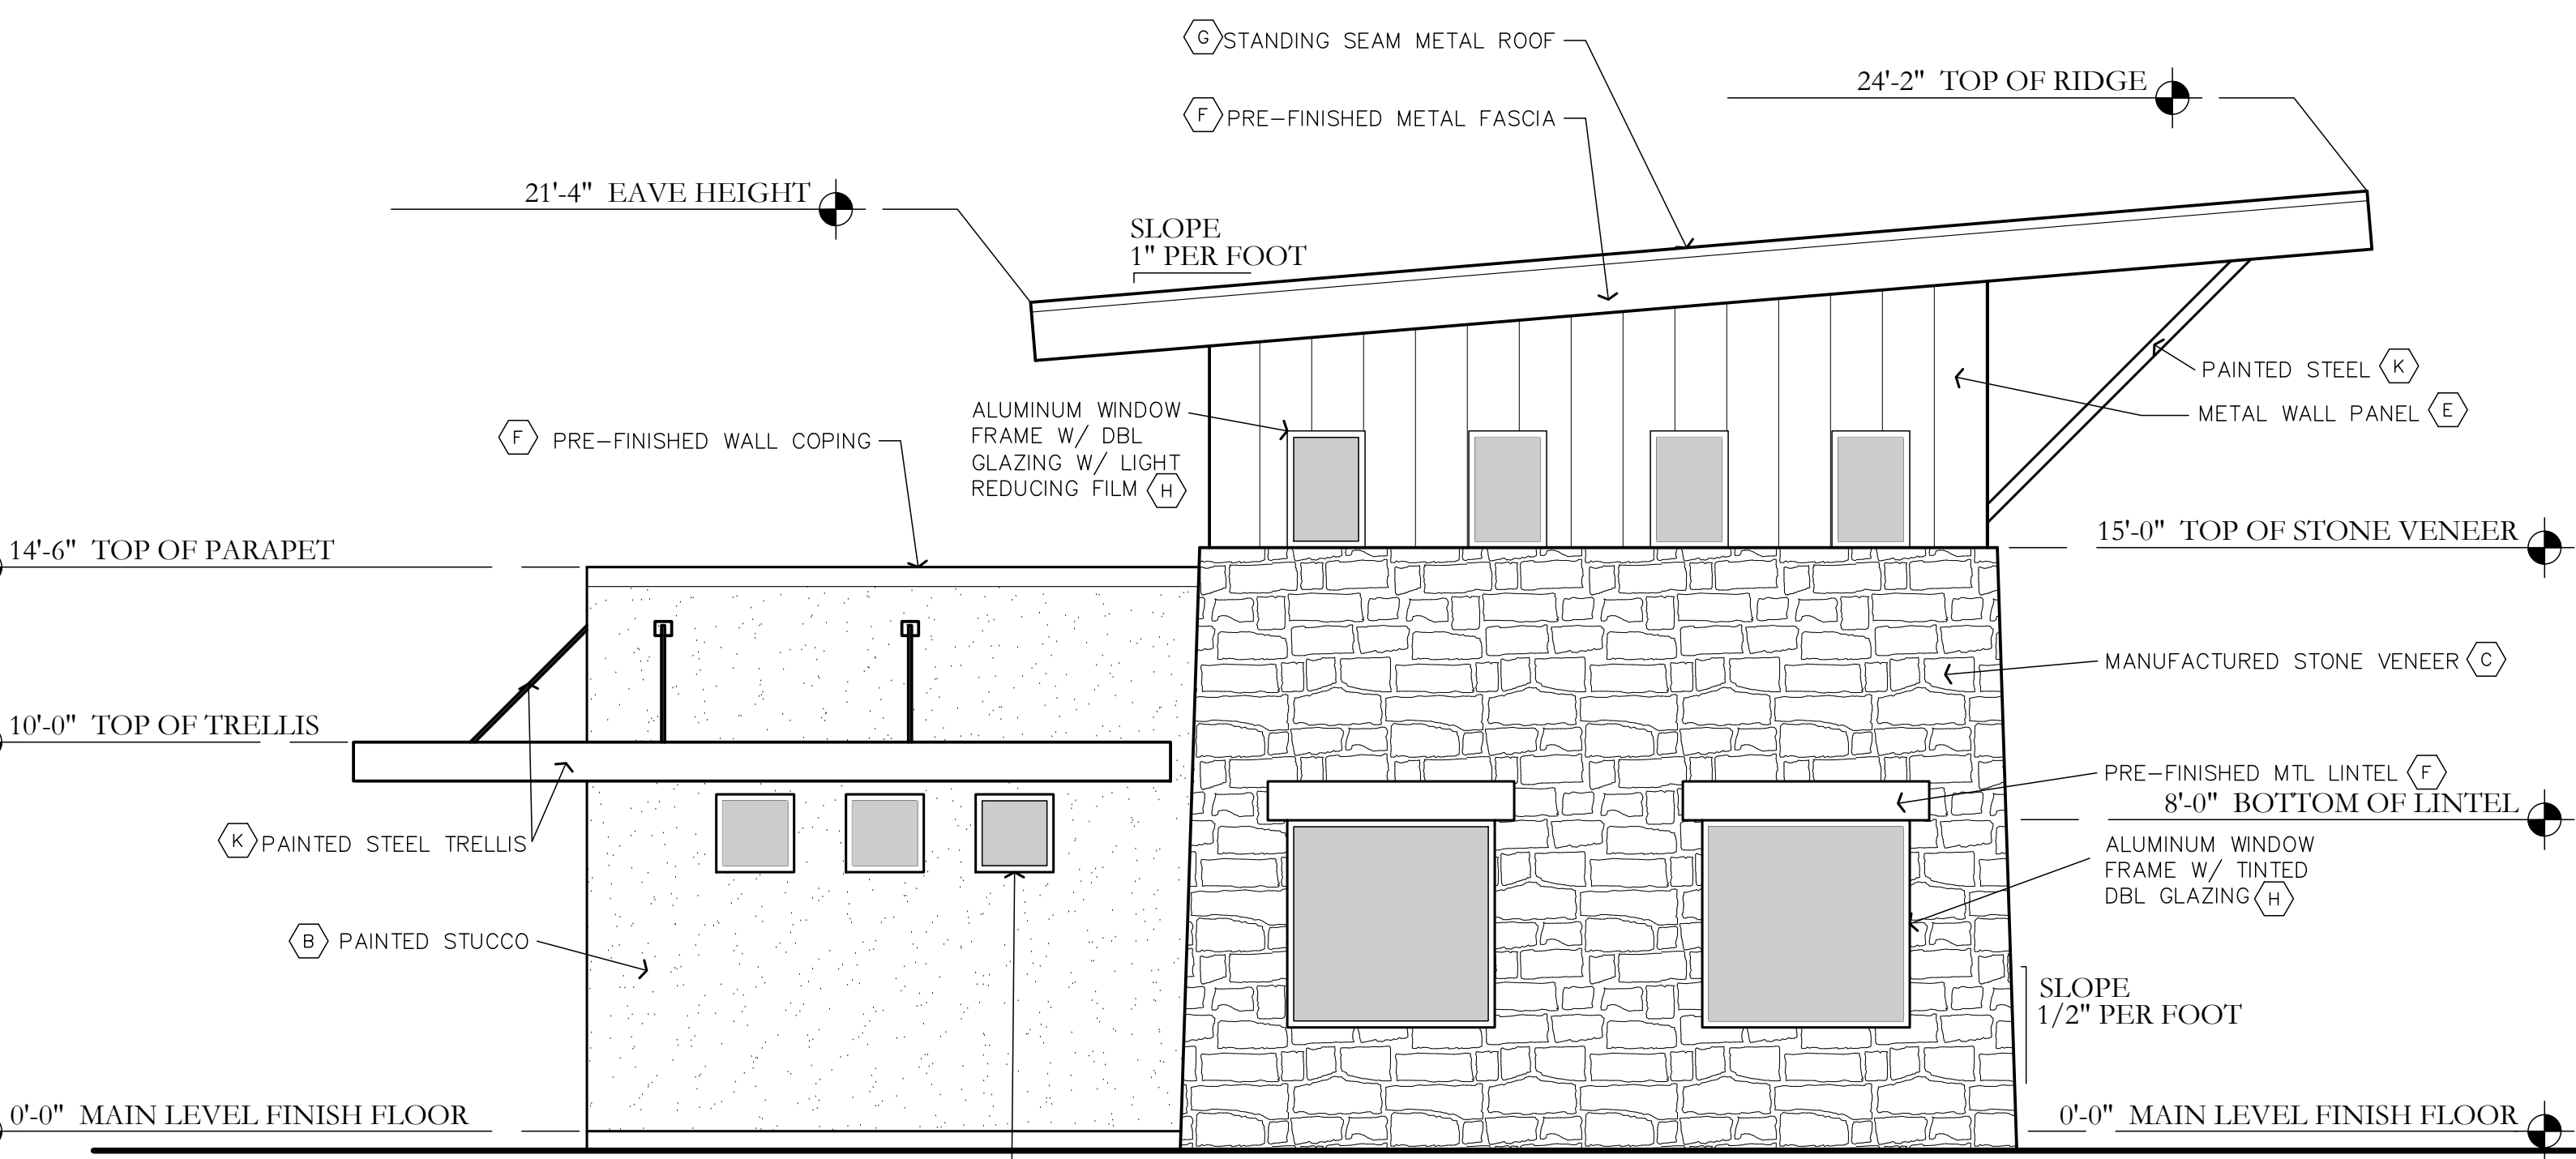 G STANDING SEAM METAL ROOF
24'-2" TOP OF RIDGE
F PRE-FINISHED METAL FASCIA
21'-4" EAVE HEIGHT
SLOPE
1" PER FOOT
PAINTED STEEL K
METAL WALL PANEL E
ALUMINUM WINDOW
FRAME W/ DBL
GLAZING W/ LIGHT
REDUCING FILM H
F PRE-FINISHED WALL COPING
14'-6" TOP OF PARAPET
15'-0" TOP OF STONE VENEER
MANUFACTURED STONE VENEER C
10'-0" TOP OF TRELLIS
PRE-FINISHED MTL LINTEL F
8'-0" BOTTOM OF LINTEL
K PAINTED STEEL TRELLIS
ALUMINUM WINDOW
FRAME W/ TINTED
DBL GLAZING H
B PAINTED STUCCO
SLOPE
1/2" PER FOOT
0'-0" MAIN LEVEL FINISH FLOOR
0'-0" MAIN LEVEL FINISH FLOOR